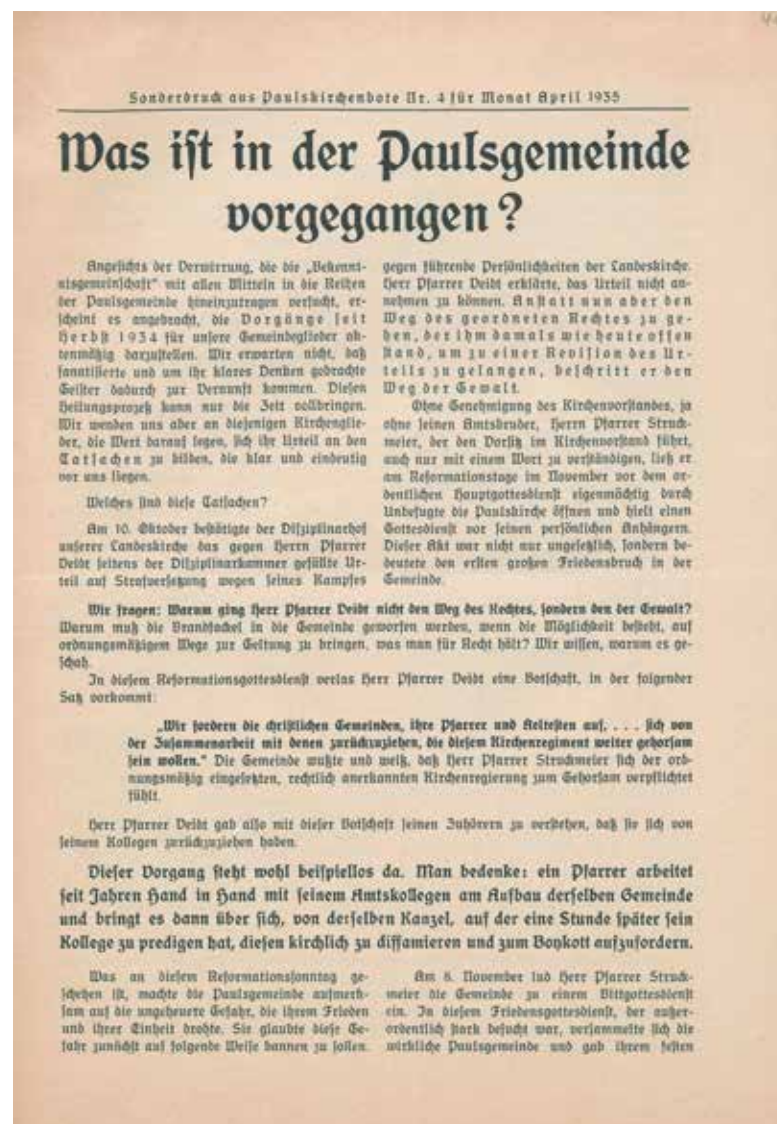 Sonderdruck aus Paulskirchenbote Nr. 4 für Monat April 1935
Was ist in der Paulsgemeinde
vorgegangen?
Angesichts der Verwirrung, die die „Bekennt-
nisgemeinschaft“ mit allen Mitteln in die Reihen
der Paulsgemeinde hineinzutragen versucht, er-
scheint es angebracht, die Vorgänge seit
Herbst 1934 für unsere Gemeindeglieder ak-
tenmäßig darzustellen. Wir erwarten nicht, daß
fanatisierte und um ihr klares Denken gebrachte
Geister dadurch zur Vernunft kommen. Diesen
Heilungsprozeß kann nur die Zeit vollbringen.
Wir wenden uns aber an diejenigen Kirchenglie-
der, die Wert darauf legen, sich ihr Urteil an den
Tatsachen zu bilden, die klar und eindeutig
vor uns liegen.
Welches sind diese Tatsachen?
Am 10. Oktober bestätigte der Disziplinarhof
unserer Landeskirche das gegen Herrn Pfarrer
Veidt seitens der Disziplinarkammer gefällte Ur-
teil auf Strafversetzung wegen seines Kampfes
gegen führende Persönlichkeiten der Landeskirche.
Herr Pfarrer Veidt erklärte, das Urteil nicht an-
nehmen zu können. Anstatt nun aber den
Weg des geordneten Rechtes zu ge-
hen, der ihm damals wie heute offen
stand, um zu einer Revision des Ur-
teils zu gelangen, beschritt er den
Weg der Gewalt.
Ohne Genehmigung des Kirchenvorstandes, ja
ohne seinen Amtsbruder, Herrn Pfarrer Struck-
meier, der den Vorsitz im Kirchenvorstand führt,
auch nur mit einem Wort zu verständigen, ließ er
am Reformationstage im November vor dem or-
dentlichen Hauptgottesdienst eigenmächtig durch
Unbefugte die Paulskirche öffnen und hielt einen
Gottesdienst vor seinen persönlichen Anhängern.
Dieser Akt war nicht nur ungesetzlich, sondern be-
deutete den ersten großen Friedensbruch in der
Gemeinde.
Wir fragen: Warum ging Herr Pfarrer Veidt nicht den Weg des Rechtes, sondern den der Gewalt?
Warum muß die Brandfackel in die Gemeinde geworfen werden, wenn die Möglichkeit besteht, auf
ordnungsmäßigem Wege zur Geltung zu bringen, was man für Recht hält? Wir wissen, warum es ge-
schah.
In diesem Reformationsgottesdienst verlas Herr Pfarrer Veidt eine Botschaft, in der folgender
Satz vorkommt:
„Wir fordern die christlichen Gemeinden, ihre Pfarrer und Aeltesten auf, . . . sich von
der Zusammenarbeit mit denen zurückzuziehen, die diesem Kirchenregiment weiter gehorsam
sein wollen.“ Die Gemeinde wußte und weiß, daß Herr Pfarrer Struckmeier sich der ord-
nungsmäßig eingesetzten, rechtlich anerkannten Kirchenregierung zum Gehorsam verpflichtet
fühlt.
Herr Pfarrer Veidt gab also mit dieser Botschaft seinen Zuhörern zu verstehen, daß sie sich von
seinem Kollegen zurückzuziehen haben.
Dieser Vorgang steht wohl beispiellos da. Man bedenke: ein Pfarrer arbeitet
seit Jahren Hand in Hand mit seinem Amtskollegen am Aufbau derselben Gemeinde
und bringt es dann über sich, von derselben Kanzel, auf der eine Stunde später sein
Kollege zu predigen hat, diesen kirchlich zu diffamieren und zum Boykott aufzufordern.
Was an diesem Reformationssonntag ge-
schehen ist, machte die Paulsgemeinde aufmerk-
sam auf die ungeheuere Gefahr, die ihrem Frieden
und ihrer Einheit drohte. Sie glaubte diese Ge-
fahr zunächst auf folgende Weise bannen zu sollen.
Am 8. November lud Herr Pfarrer Struck-
meier die Gemeinde zu einem Bittgottesdienst
ein. In diesem Friedensgottesdienst, der außer-
ordentlich stark besucht war, versammelte sich die
wirkliche Paulsgemeinde und gab ihrem festen